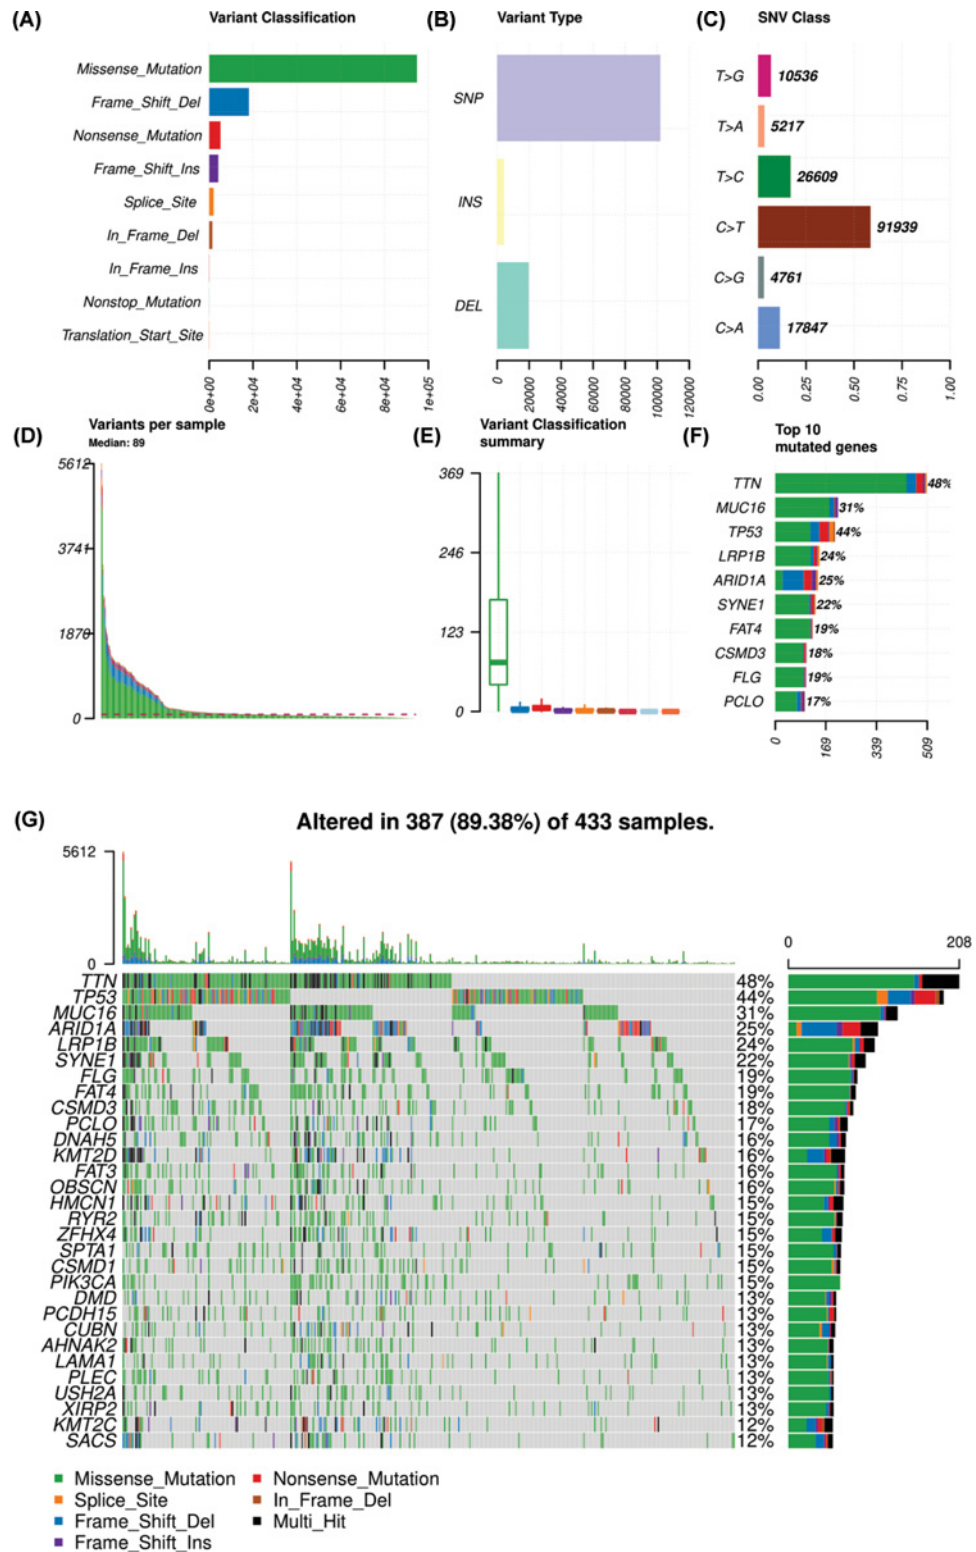 (A)
Variant Classification
Missense_Mutation
Frame_Shift_Del
Nonsense_Mutation
Frame_Shift_Ins
Splice_Site
In_Frame_Del
In_Frame_Ins
Nonstop_Mutation
Translation_Start_Site
0e+00 2e+04 4e+04 6e+04 8e+04 1e+05
(B)
Variant Type
SNP
INS
DEL
0 20000 40000 60000 80000 100000 120000
(C)
SNV Class
T>G 10536
T>A 5217
T>C 26609
C>T 91939
C>G 4761
C>A 17847
0.00 0.25 0.50 0.75 1.00
(D)
Variants per sample
Median: 89
5612
3741
1870
0
(E)
Variant Classification
summary
369
246
123
0
(F)
Top 10
mutated genes
TTN 48%
MUC16 31%
TP53 44%
LRP1B 24%
ARID1A 25%
SYNE1 22%
FAT4 19%
CSMD3 18%
FLG 19%
PCLO 17%
0 169 339 509
(G)
Altered in 387 (89.38%) of 433 samples.
5612
0
0 208
TTN 48%
TP53 44%
MUC16 31%
ARID1A 25%
LRP1B 24%
SYNE1 22%
FLG 19%
FAT4 19%
CSMD3 18%
PCLO 17%
DNAH5 16%
KMT2D 16%
FAT3 16%
OBSCN 16%
HMCN1 15%
RYR2 15%
ZFHX4 15%
SPTA1 15%
CSMD1 15%
PIK3CA 15%
DMD 13%
PCDH15 13%
CUBN 13%
AHNAK2 13%
LAMA1 13%
PLEC 13%
USH2A 13%
XIRP2 13%
KMT2C 12%
SACS 12%
Missense_Mutation Nonsense_Mutation
Splice_Site In_Frame_Del
Frame_Shift_Del Multi_Hit
Frame_Shift_Ins